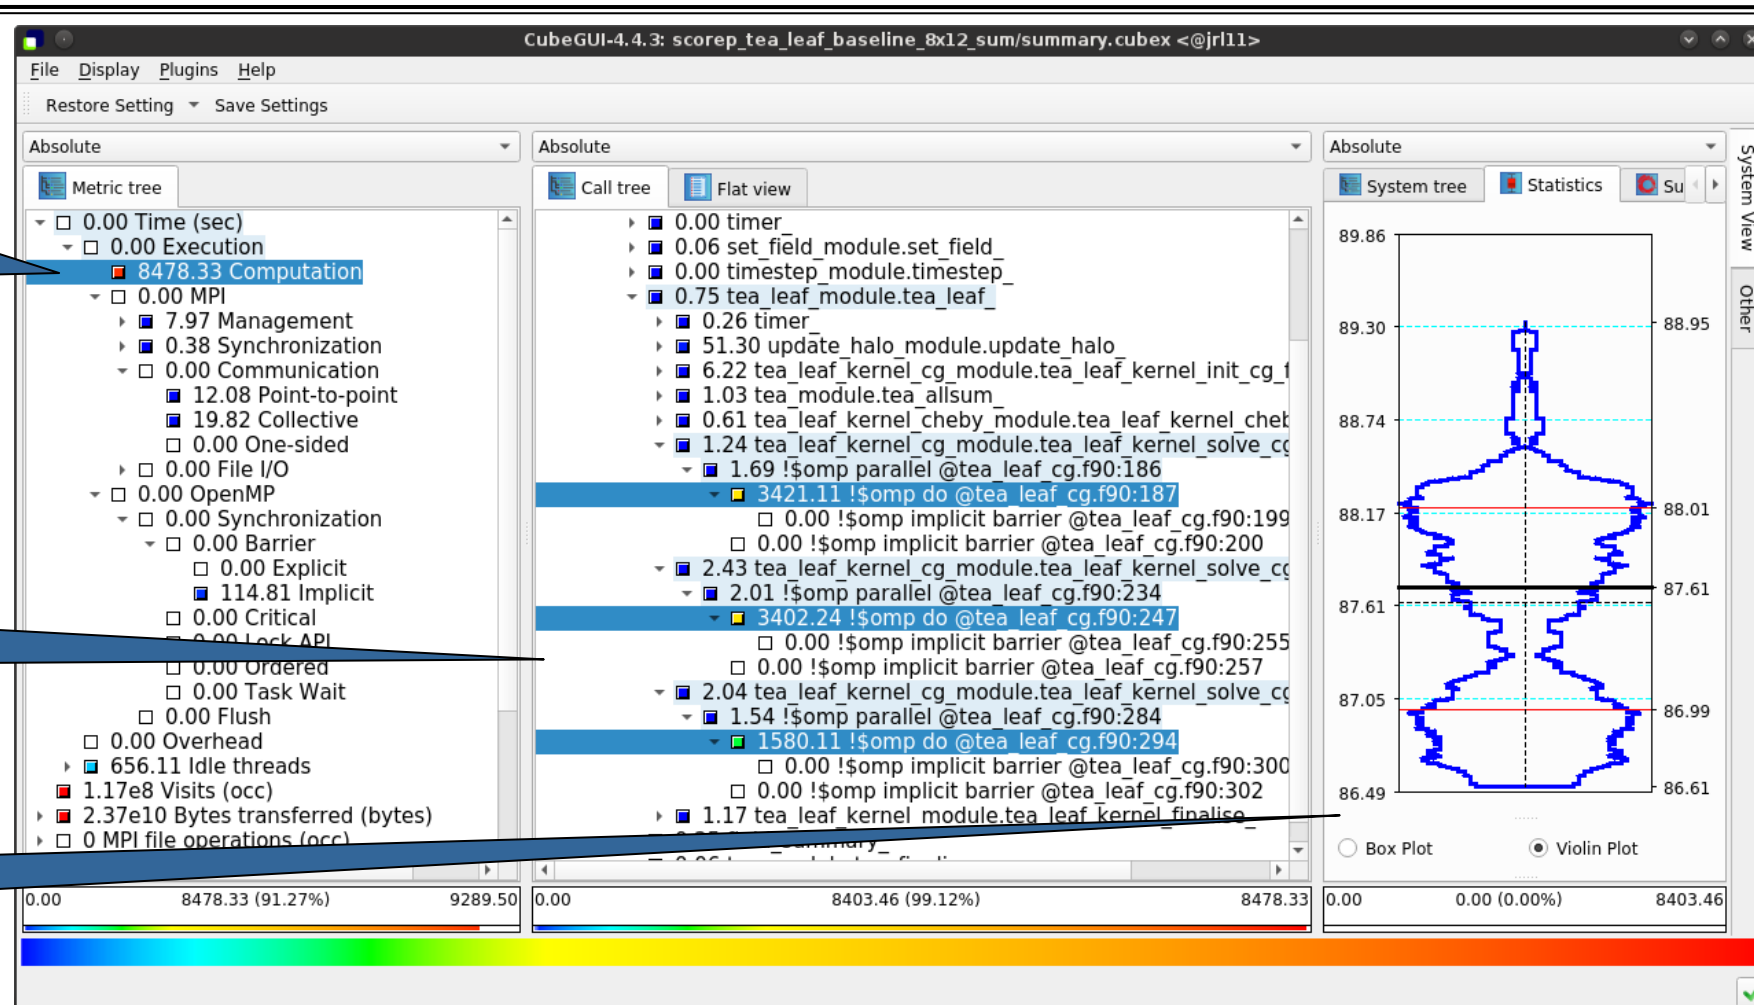 CubeGUI-4.4.3: scorep_tea_leaf_baseline_8x12_sum/summary.cubex <@jrl11>
File Display Plugins Help
Restore Setting Save Settings
Absolute
Metric tree
0.00 Time (sec)
0.00 Execution
8478.33 Computation
0.00 MPI
7.97 Management
0.38 Synchronization
0.00 Communication
12.08 Point-to-point
19.82 Collective
0.00 One-sided
0.00 File I/O
0.00 OpenMP
0.00 Synchronization
0.00 Barrier
0.00 Explicit
114.81 Implicit
0.00 Critical
0.00 Lock API
0.00 Ordered
0.00 Task Wait
0.00 Flush
0.00 Overhead
656.11 Idle threads
1.17e8 Visits (occ)
2.37e10 Bytes transferred (bytes)
0 MPI file operations (occ)
0.00 8478.33 (91.27%) 9289.50
Absolute
Call tree Flat view
0.00 timer_
0.06 set_field_module.set_field_
0.00 timestep_module.timestep_
0.75 tea_leaf_module.tea_leaf_
0.26 timer_
51.30 update_halo_module.update_halo_
6.22 tea_leaf_kernel_cg_module.tea_leaf_kernel_init_cg_f
1.03 tea_module.tea_allsum_
0.61 tea_leaf_kernel_cheby_module.tea_leaf_kernel_cheb
1.24 tea_leaf_kernel_cg_module.tea_leaf_kernel_solve_cg
1.69 !$omp parallel @tea_leaf_cg.f90:186
3421.11 !$omp do @tea_leaf_cg.f90:187
0.00 !$omp implicit barrier @tea_leaf_cg.f90:199
0.00 !$omp implicit barrier @tea_leaf_cg.f90:200
2.43 tea_leaf_kernel_cg_module.tea_leaf_kernel_solve_cg
2.01 !$omp parallel @tea_leaf_cg.f90:234
3402.24 !$omp do @tea_leaf_cg.f90:247
0.00 !$omp implicit barrier @tea_leaf_cg.f90:255
0.00 !$omp implicit barrier @tea_leaf_cg.f90:257
2.04 tea_leaf_kernel_cg_module.tea_leaf_kernel_solve_cg
1.54 !$omp parallel @tea_leaf_cg.f90:284
1580.11 !$omp do @tea_leaf_cg.f90:294
0.00 !$omp implicit barrier @tea_leaf_cg.f90:300
0.00 !$omp implicit barrier @tea_leaf_cg.f90:302
1.17 tea_leaf_kernel_module.tea_leaf_kernel_finalise_
0.00 8403.46 (99.12%) 8478.33
Absolute
System tree Statistics Su
89.86
89.30 88.95
88.74
88.17 88.01
87.61 87.61
87.05 86.99
86.49 86.61
Box Plot Violin Plot
0.00 0.00 (0.00%) 8403.46
System View
Other